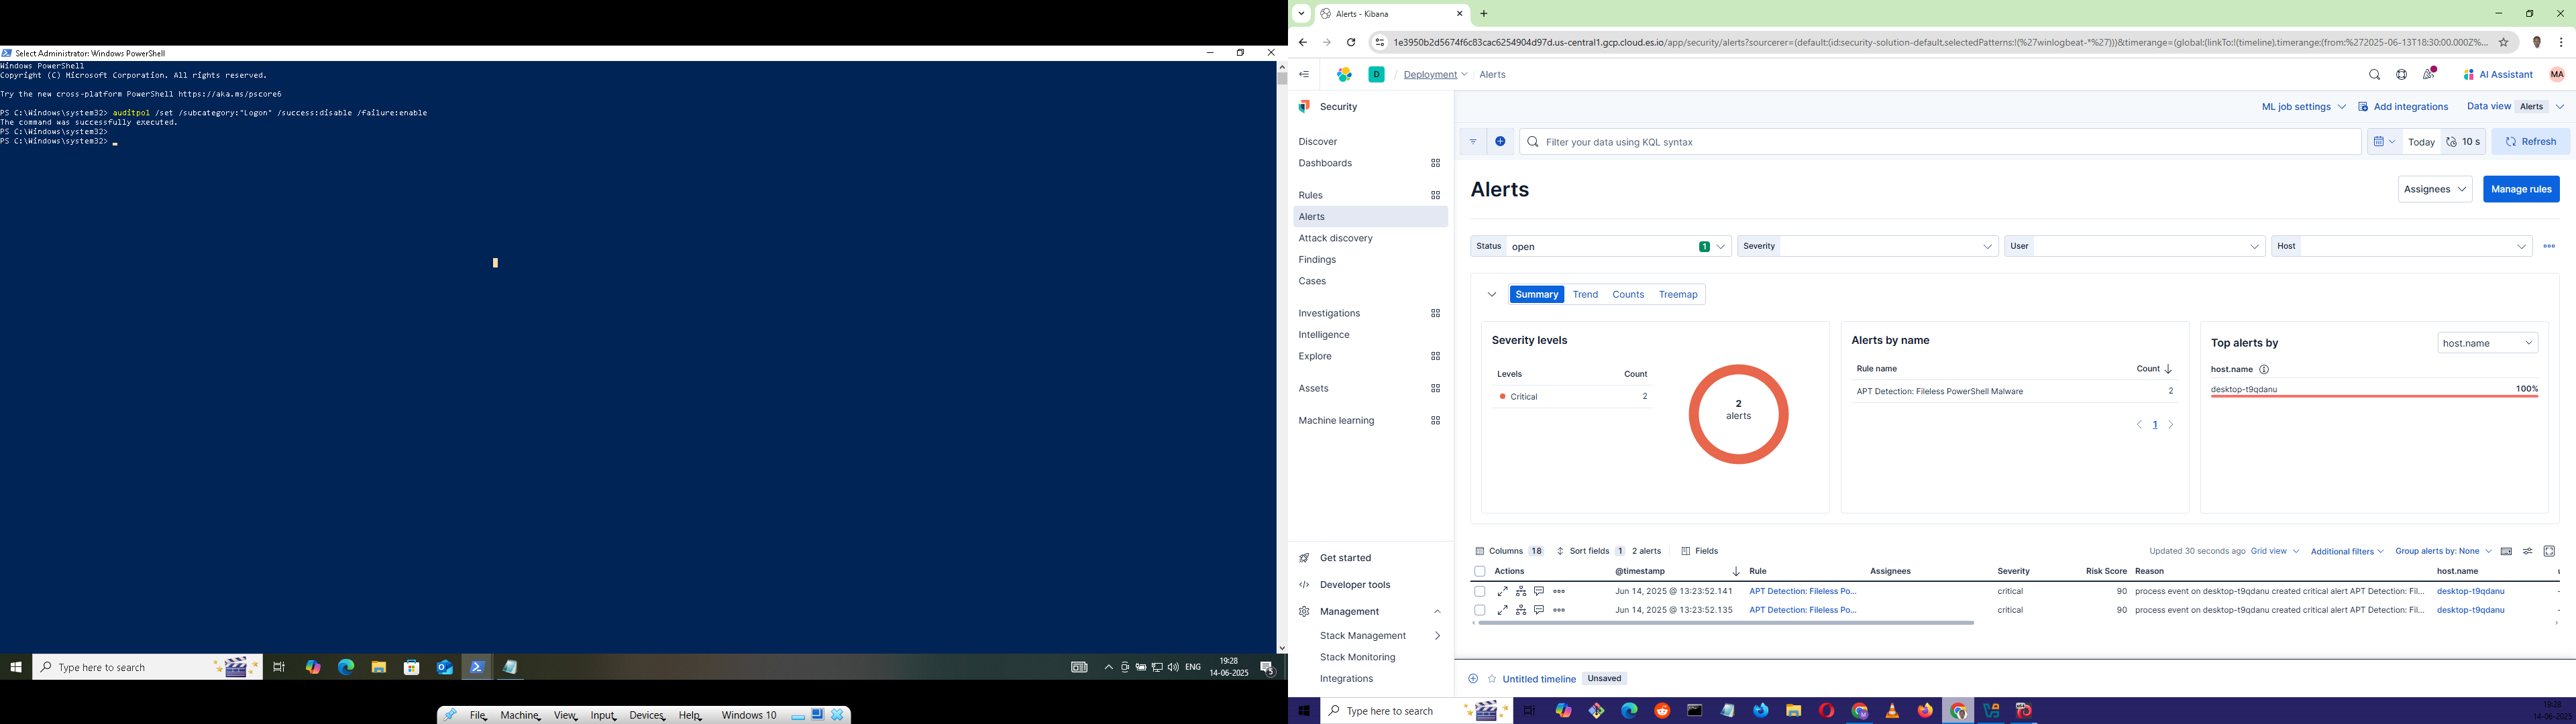 Select Administrator: Windows PowerShell
Windows PowerShell
Copyright (C) Microsoft Corporation. All rights reserved.
Try the new cross-platform PowerShell https://aka.ms/pscore6
PS C:\Windows\system32> auditpol /set /subcategory:"Logon" /success:disable /failure:enable
The command was successfully executed.
PS C:\Windows\system32>
PS C:\Windows\system32>
Type here to search
ENG
19:28
14-06-2025
5
File Machine View Input Devices Help Windows 10
Alerts - Kibana
1e3950b2d5674f6c83cac6254904d97d.us-central1.gcp.cloud.es.io/app/security/alerts?sourcerer=(default:(id:security-solution-default,selectedPatterns:!(%27winlogbeat-*%27)))&timerange=(global:(linkTo:!(timeline),timerange:(from:%272025-06-13T18:30:00.000Z%...
D / Deployment / Alerts
AI Assistant
MA
Security
ML job settings
Add integrations
Data view Alerts
Discover
Dashboards
Rules
Alerts
Attack discovery
Findings
Cases
Investigations
Intelligence
Explore
Assets
Machine learning
Get started
Developer tools
Management
Stack Management
Stack Monitoring
Integrations
Filter your data using KQL syntax
Today
10 s
Refresh
Alerts
Assignees
Manage rules
Status open 1
Severity
User
Host
Summary Trend Counts Treemap
Severity levels
Levels Count
Critical 2
2
alerts
Alerts by name
Rule name Count
APT Detection: Fileless PowerShell Malware 2
1
Top alerts by host.name
host.name
desktop-t9qdanu 100%
Columns 18 Sort fields 1 2 alerts Fields
Updated 30 seconds ago Grid view Additional filters Group alerts by: None
Actions @timestamp Rule Assignees Severity Risk Score Reason host.name
Jun 14, 2025 @ 13:23:52.141 APT Detection: Fileless Po... critical 90 process event on desktop-t9qdanu created critical alert APT Detection: Fil... desktop-t9qdanu -
Jun 14, 2025 @ 13:23:52.135 APT Detection: Fileless Po... critical 90 process event on desktop-t9qdanu created critical alert APT Detection: Fil... desktop-t9qdanu -
Untitled timeline Unsaved
Type here to search
19:28